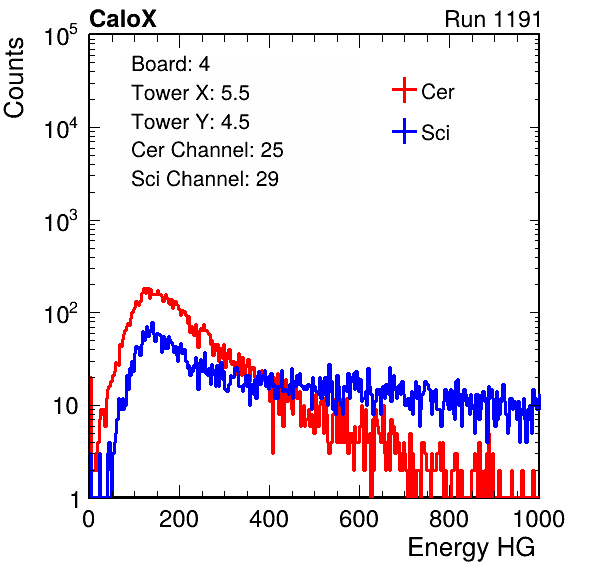 CaloX Run 1191
Counts
Board: 4
Tower X: 5.5
Tower Y: 4.5
Cer Channel: 25
Sci Channel: 29
Cer
Sci
10^5
10^4
10^3
10^2
10
1
0 200 400 600 800 1000
Energy HG